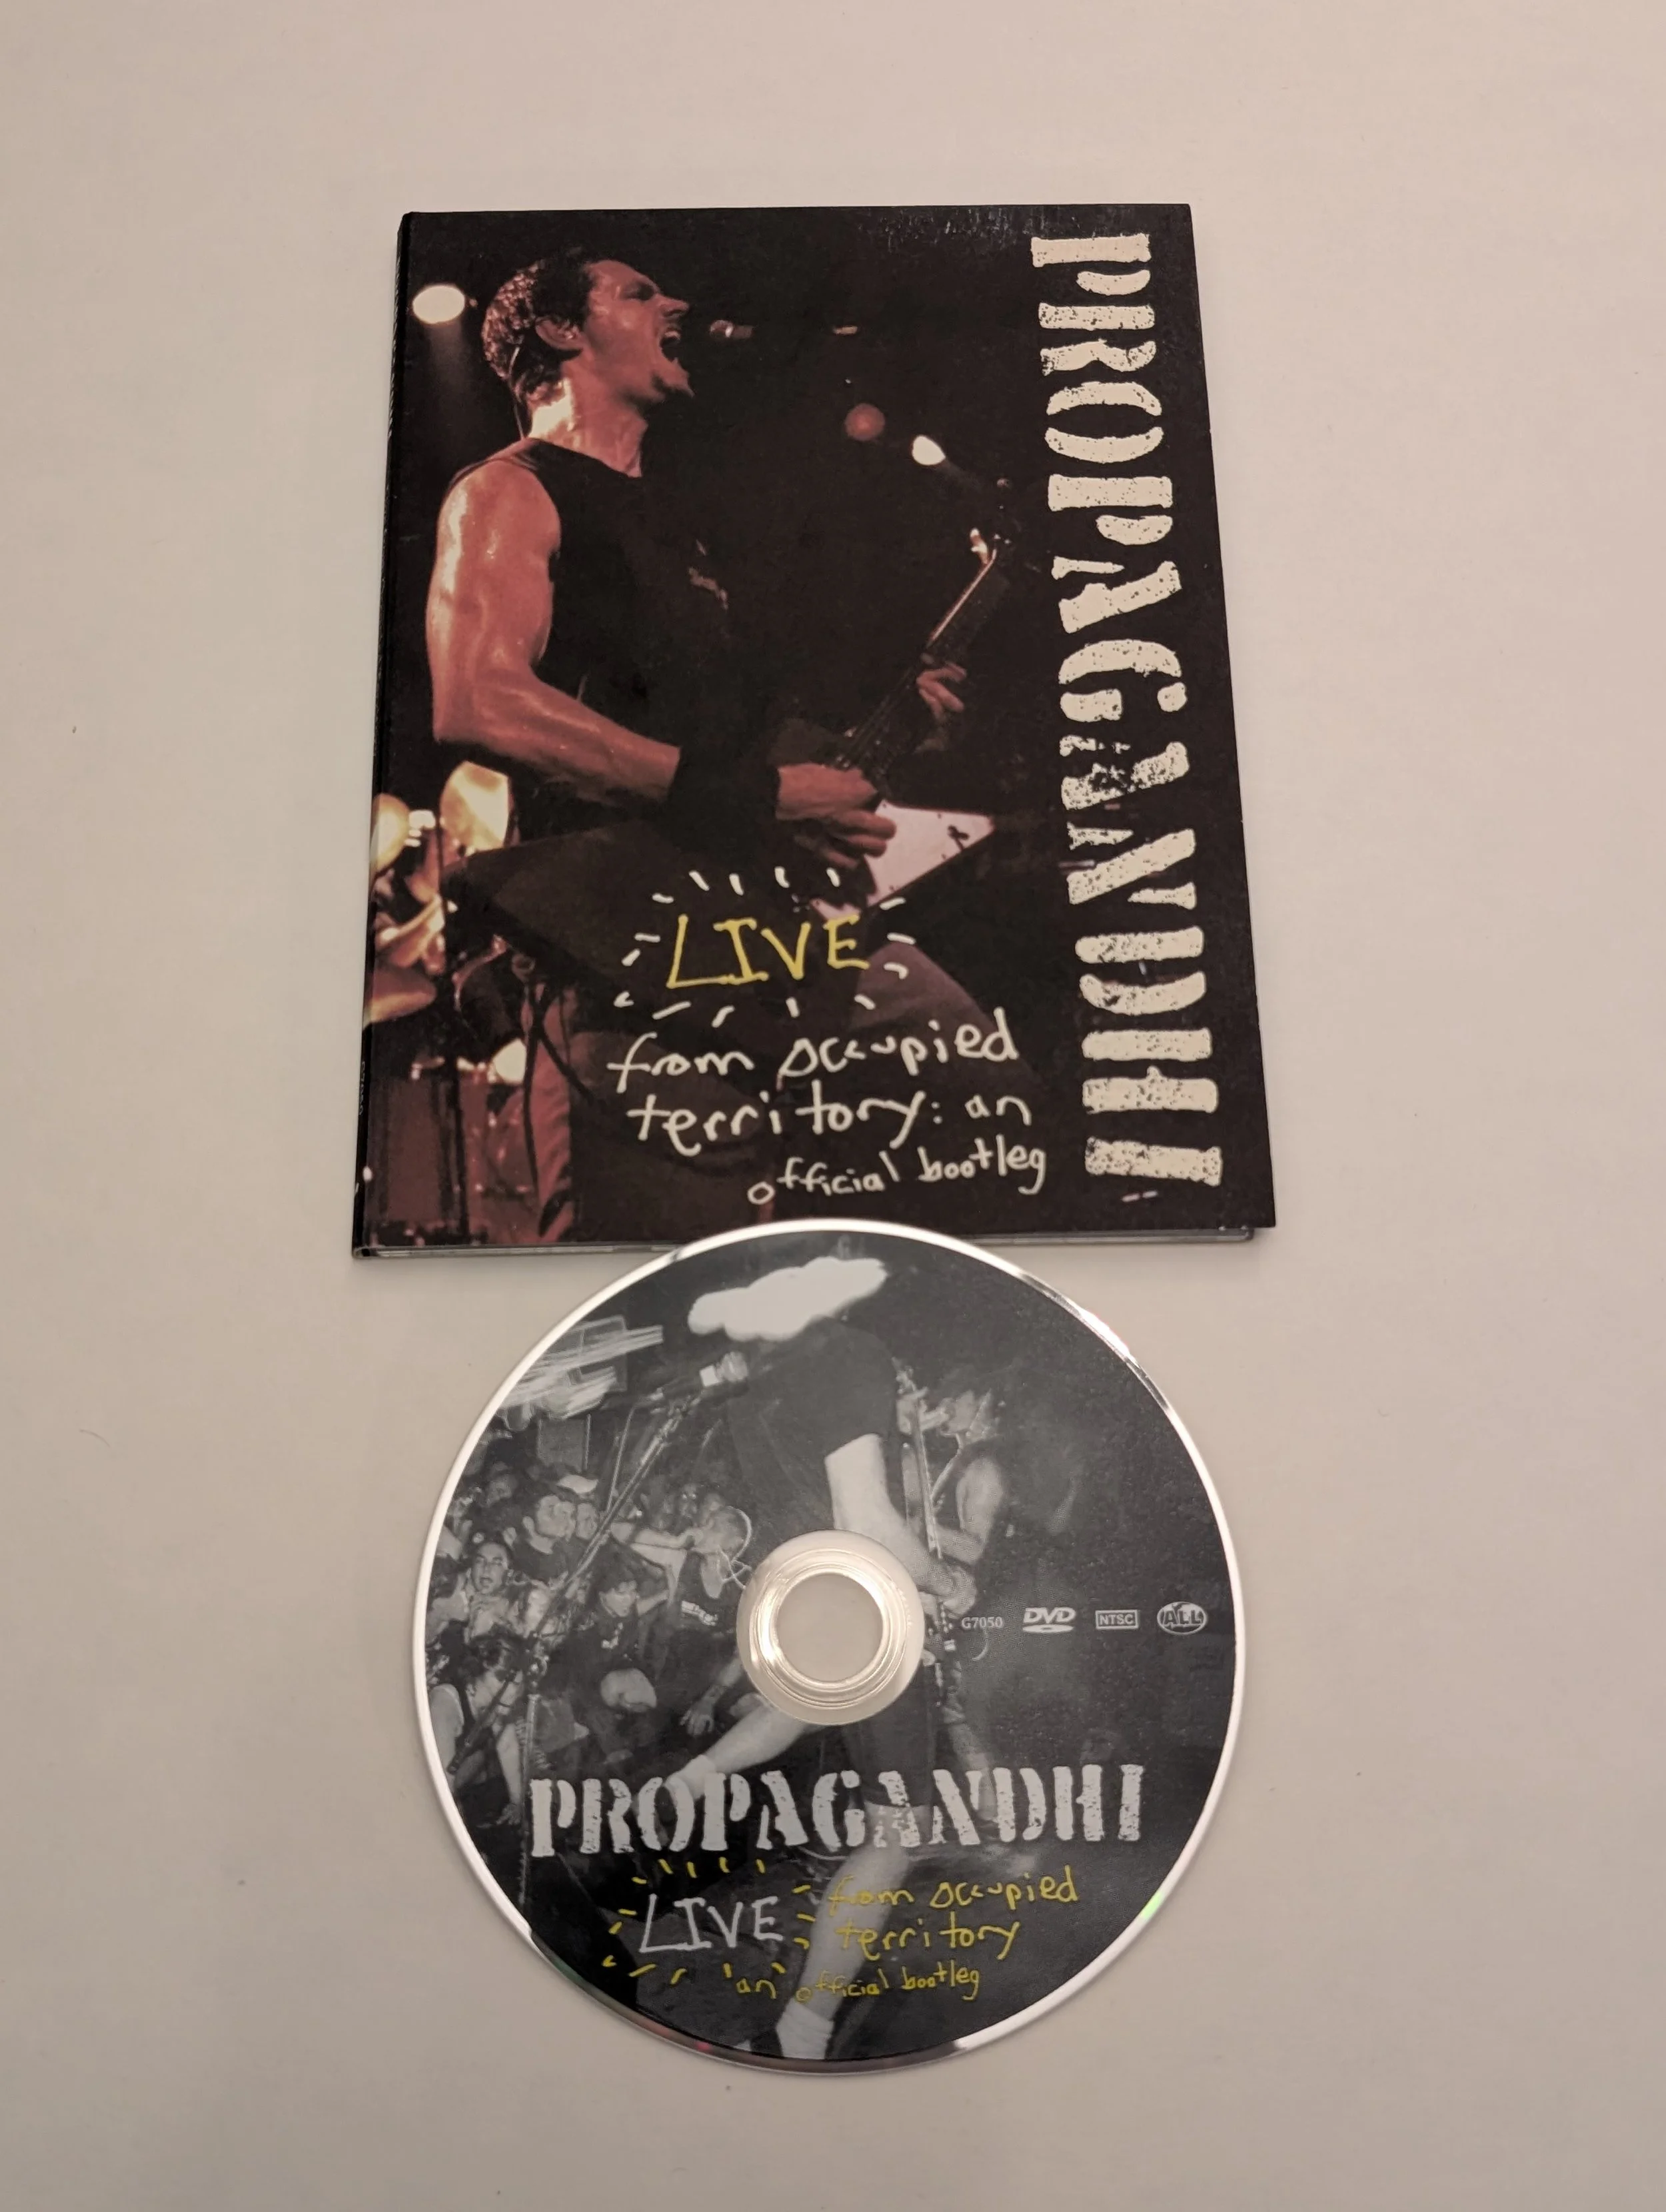 PROPAGANDHI
LIVE
from occupied
territory: an
official bootleg
G7050 DVD NTSC ALL
PROPAGANDHI
LIVE from occupied
territory
an official bootleg